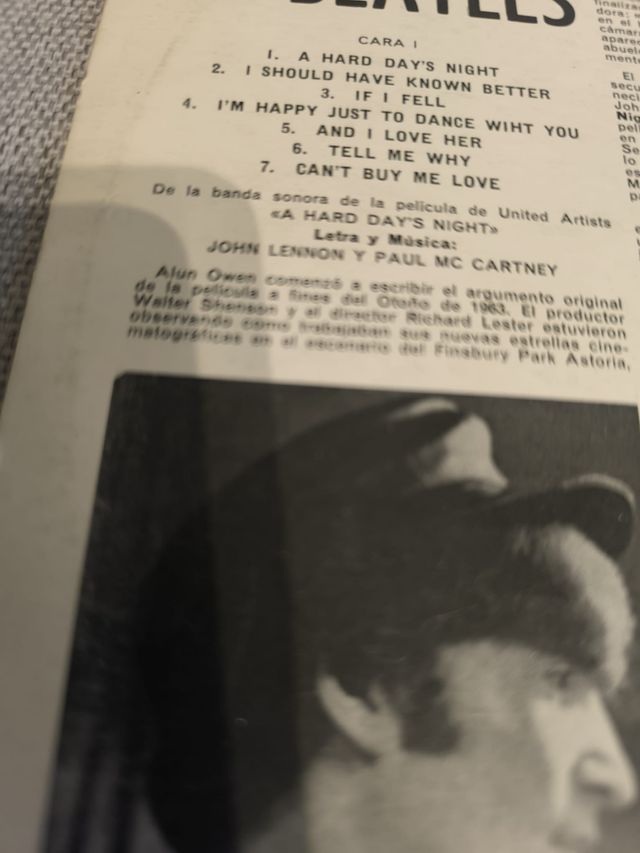 BEATLES
CARA I
1. A HARD DAY'S NIGHT
2. I SHOULD HAVE KNOWN BETTER
3. IF I FELL
4. I'M HAPPY JUST TO DANCE WIHT YOU
5. AND I LOVE HER
6. TELL ME WHY
7. CAN'T BUY ME LOVE
De la banda sonora de la película de United Artists
«A HARD DAY'S NIGHT»
Letra y Música:
JOHN LENNON Y PAUL MC CARTNEY
Alun Owen comenzó a escribir el argumento original
de la película a fines del Otoño de 1963. El productor
Walter Shenson y el director Richard Lester estuvieron
observando como trabajaban sus nuevas estrellas cine-
matográficas en el escenario del Finsbury Park Astoria,